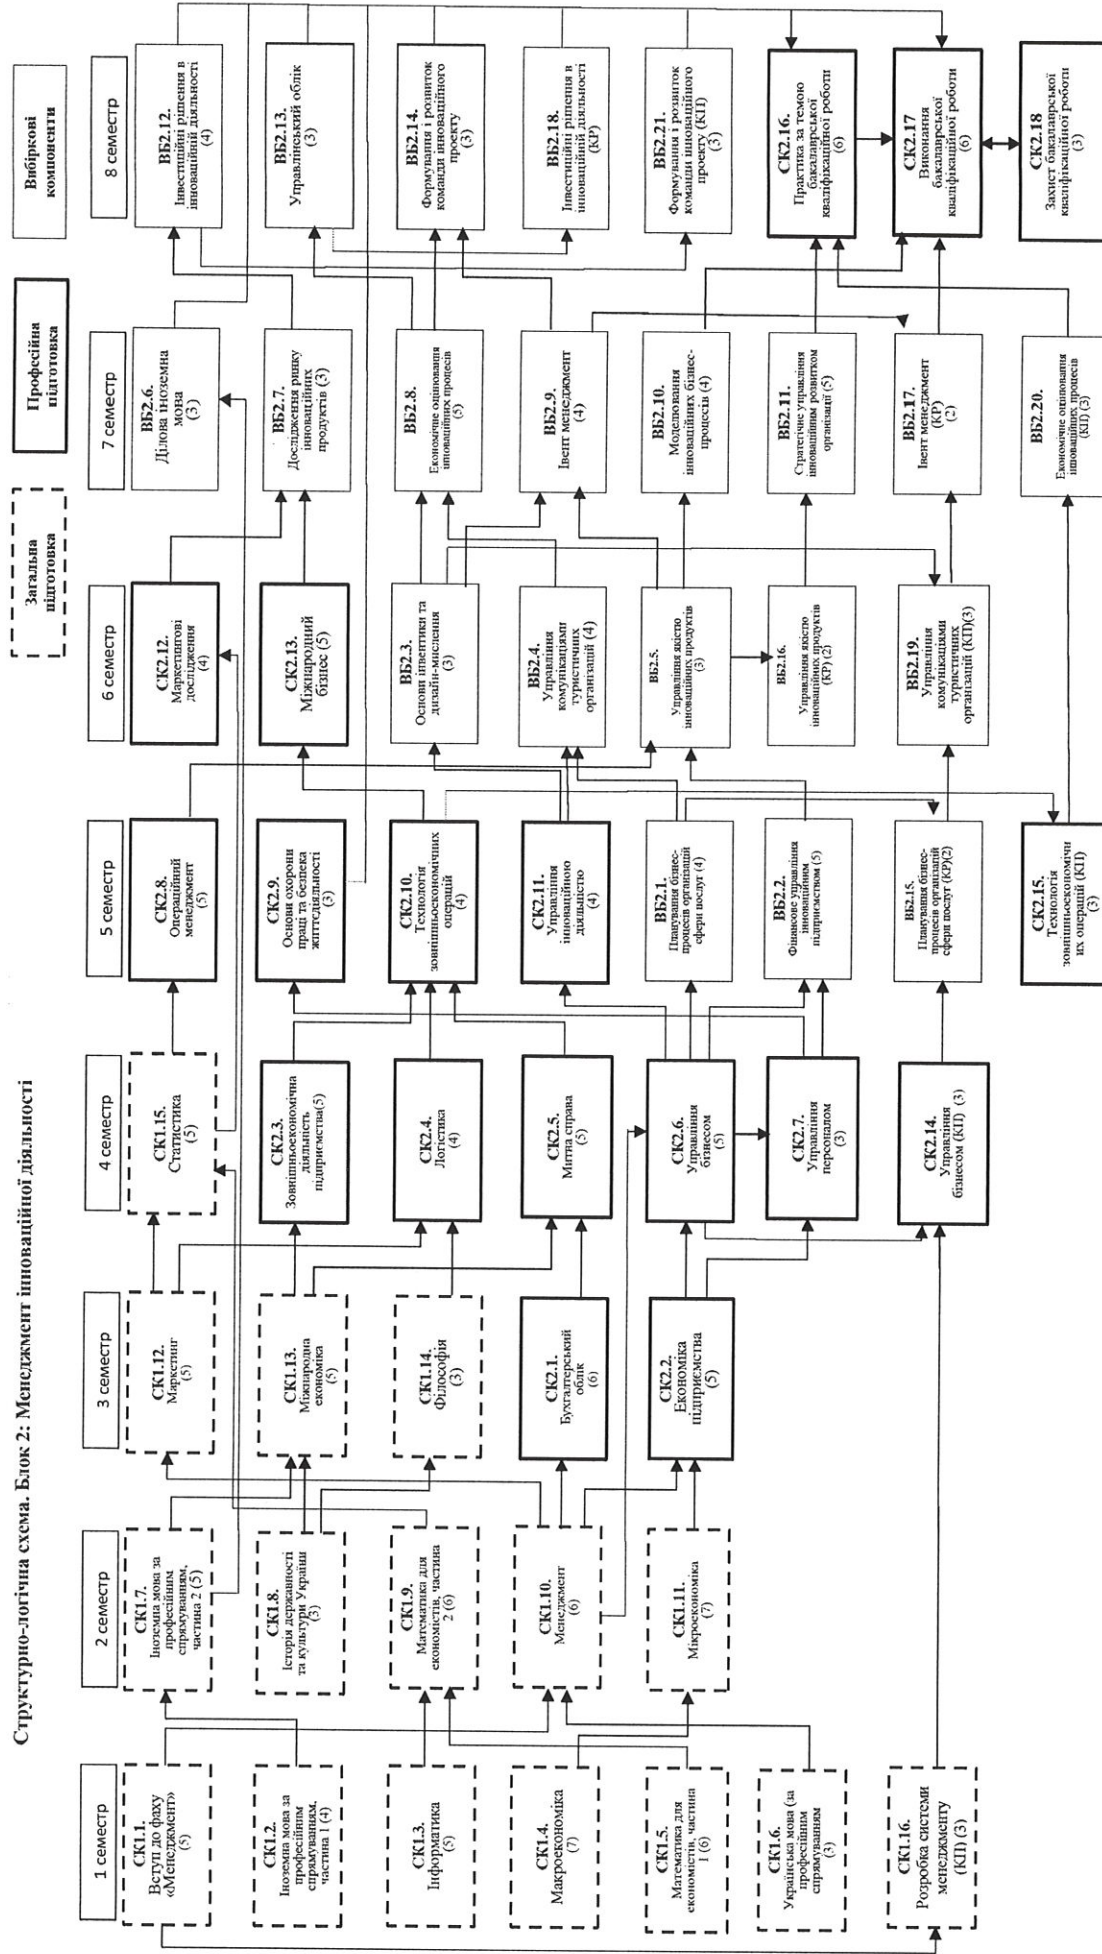 Структурно-логічна схема. Блок 2: Менеджмент інноваційної діяльності
Загальна
підготовка
Професійна
підготовка
Вибіркові
компоненти
1 семестр
СК1.1.
Вступ до фаху
«Менеджмент»
(5)
СК1.2.
Іноземна мова за
професійним
спрямуванням,
частина 1 (4)
СК1.3.
Інформатика
(5)
СК1.4.
Макроекономіка
(7)
СК1.5.
Математика для
економістів, частина
1 (6)
СК1.6.
Українська мова (за
професійним
спрямуванням
(3)
СК1.16.
Розробка системи
менеджменту
(КП) (3)
2 семестр
СК1.7.
Іноземна мова за
професійним
спрямуванням,
частина 2 (5)
СК1.8.
Історія державності
та культури України
(3)
СК1.9.
Математика для
економістів, частина
2 (6)
СК1.10.
Менеджмент
(6)
СК1.11.
Мікроекономіка
(7)
3 семестр
СК1.12.
Маркетинг
(5)
СК1.13.
Міжнародна
економіка
(5)
СК1.14.
Філософія
(3)
СК2.1.
Бухгалтерський
облік
(6)
СК2.2.
Економіка
підприємства
(5)
4 семестр
СК1.15.
Статистика
(5)
СК2.3.
Зовнішньоекономічна
діяльність
підприємства(5)
СК2.4.
Логістика
(4)
СК2.5.
Митна справа
(5)
СК2.6.
Управління
бізнесом
(5)
СК2.7.
Управління
персоналом
(3)
СК2.14.
Управління
бізнесом (КП) (3)
5 семестр
СК2.8.
Операційний
менеджмент
(5)
СК2.9.
Основи охорони
праці та безпека
життєдіяльності
(3)
СК2.10.
Технологія
зовнішньоекономічних
операцій
(4)
СК2.11.
Управління
інноваційною
діяльністю
(4)
ВБ2.1.
Планування бізнес-
процесів організацій
сфери послуг (4)
ВБ2.2.
Фінансове управління
інноваційним
підприємством (5)
ВБ2.15.
Планування бізнес-
процесів організацій
сфери послуг (КР)(2)
СК2.15.
Технологія
зовнішньоекономічн
их операцій (КП)
(3)
6 семестр
СК2.12.
Маркетингові
дослідження
(4)
СК2.13.
Міжнародний
бізнес (5)
ВБ2.3.
Основи івентики та
дизайн-мислення
(3)
ВБ2.4.
Управління
комунікаціями
туристичних
організацій (4)
ВБ2.5.
Управління якістю
інноваційних продуктів
(3)
ВБ2.16.
Управління якістю
інноваційних продуктів
(КР) (2)
ВБ2.19.
Управління
комунікаціями
туристичних
організацій (КП)(3)
7 семестр
ВБ2.6.
Ділова іноземна
мова
(3)
ВБ2.7.
Дослідження ринку
інноваційних
продуктів (3)
ВБ2.8.
Економічне оцінювання
інноваційних процесів
(5)
ВБ2.9.
Івент менеджмент
(4)
ВБ2.10.
Моделювання
інноваційних бізнес-
процесів (4)
ВБ2.11.
Стратегічне управління
інноваційним розвитком
організації (5)
ВБ2.17.
Івент менеджмент
(КР)
(2)
ВБ2.20.
Економічне оцінювання
інноваційних процесів
(КП) (3)
8 семестр
ВБ2.12.
Інвестиційні рішення в
інноваційній діяльності
(4)
ВБ2.13.
Управлінський облік
(3)
ВБ2.14.
Формування і розвиток
команди інноваційного
проекту
(3)
ВБ2.18.
Інвестиційні рішення в
інноваційній діяльності
(КР)
ВБ2.21.
Формування і розвиток
команди інноваційного
проекту (КП)
(3)
СК2.16.
Практика за темою
бакалаврської
кваліфікаційної роботи
(6)
СК2.17
Виконання
бакалаврської
кваліфікаційної роботи
(6)
СК2.18
Захист бакалаврської
кваліфікаційної роботи
(3)